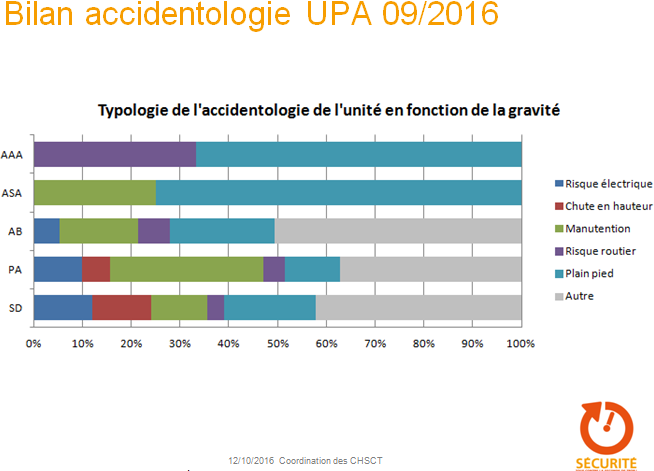 Bilan accidentologie UPA 09/2016
Typologie de l'accidentologie de l'unité en fonction de la gravité
AAA
ASA
AB
PA
SD
0% 10% 20% 30% 40% 50% 60% 70% 80% 90% 100%
Risque électrique
Chute en hauteur
Manutention
Risque routier
Plain pied
Autre
12/10/2016 Coordination des CHSCT
SÉCURITÉ